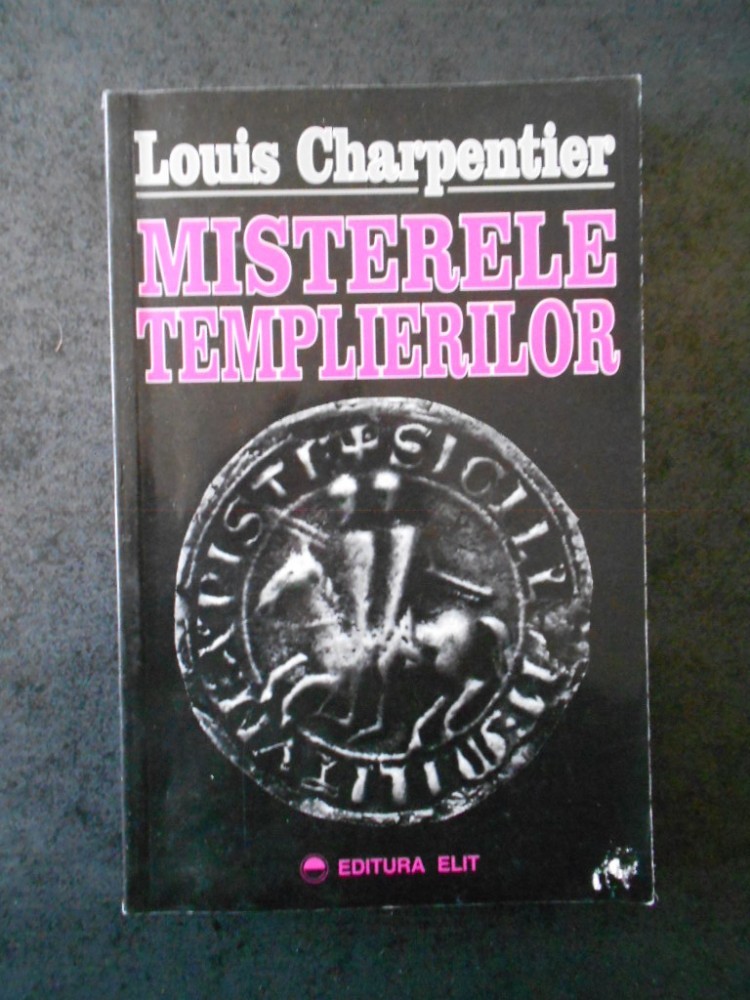 Louis Charpentier
MISTERELE
TEMPLIERILOR
EDITURA ELIT